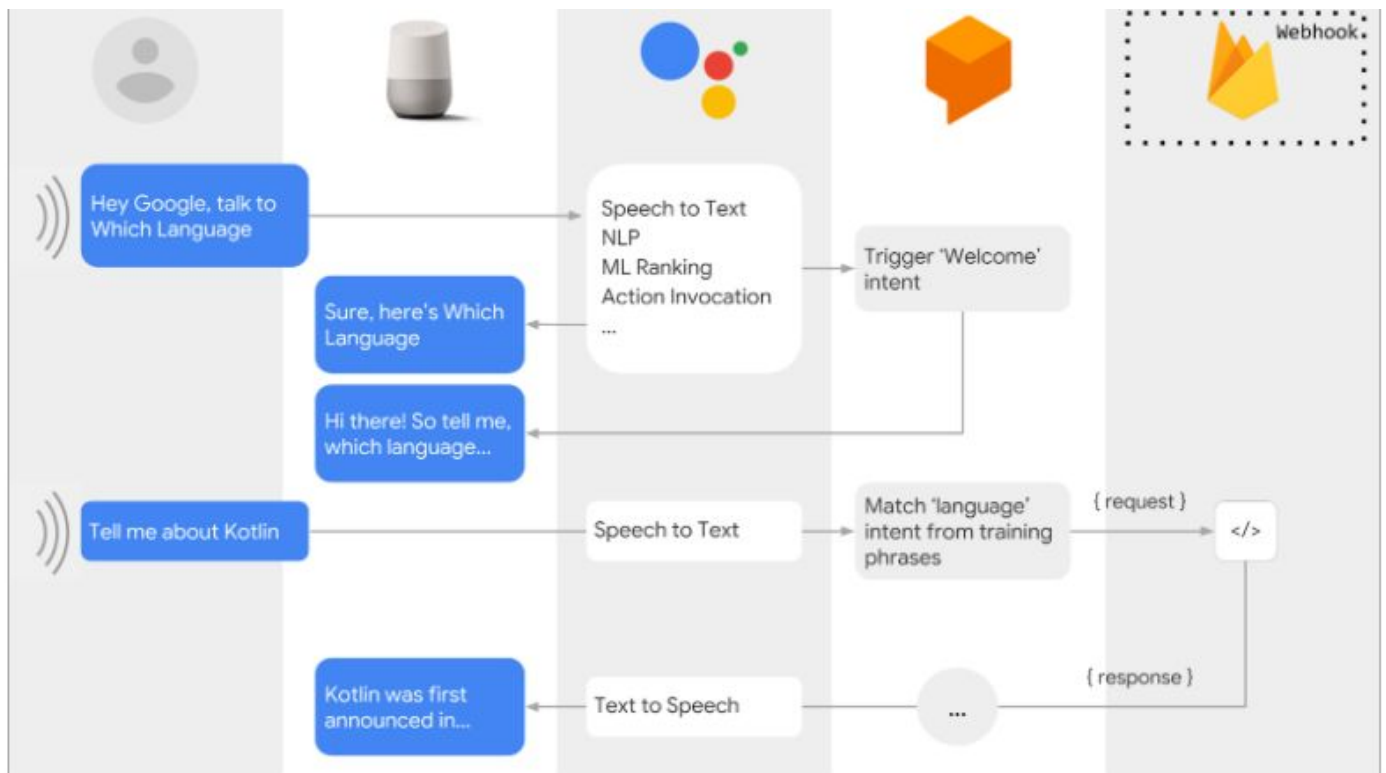 Webhook
Hey Google, talk to
Which Language
Speech to Text
NLP
ML Ranking
Action Invocation
...
Trigger 'Welcome'
intent
Sure, here's Which
Language
Hi there! So tell me,
which language...
Tell me about Kotlin
Speech to Text
Match 'language'
intent from training
phrases
{ request }
</>
Kotlin was first
announced in...
Text to Speech
...
{ response }